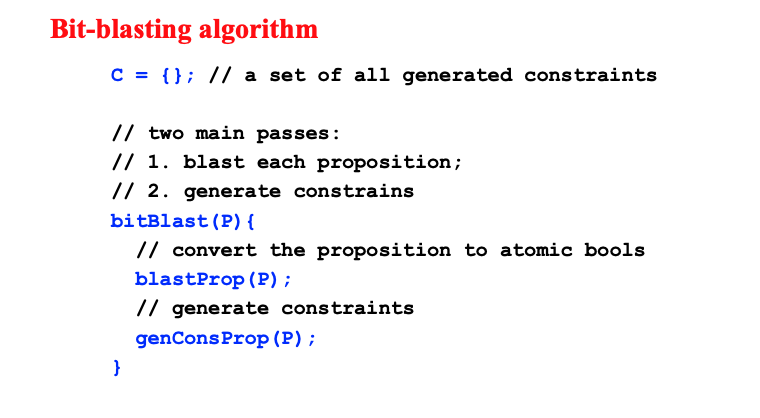 Bit-blasting algorithm
C = {}; // a set of all generated constraints
// two main passes:
// 1. blast each proposition;
// 2. generate constrains
bitBlast(P){
// convert the proposition to atomic bools
blastProp(P);
// generate constraints
genConsProp(P);
}